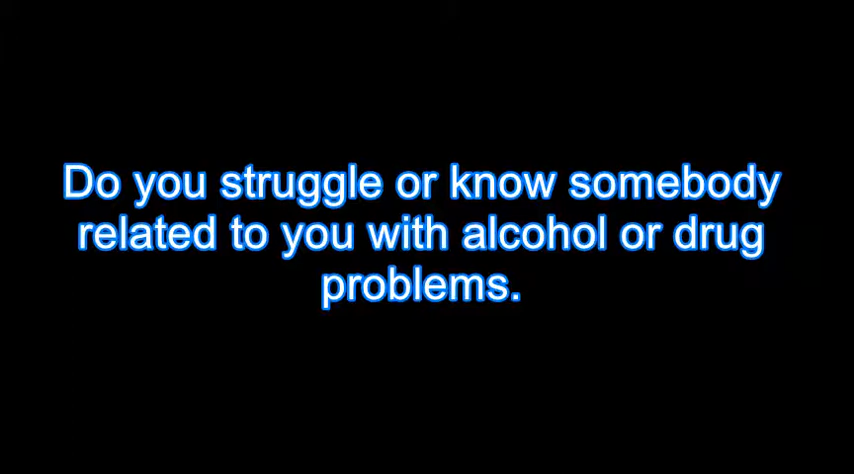 Do you struggle or know somebody
related to you with alcohol or drug
problems.